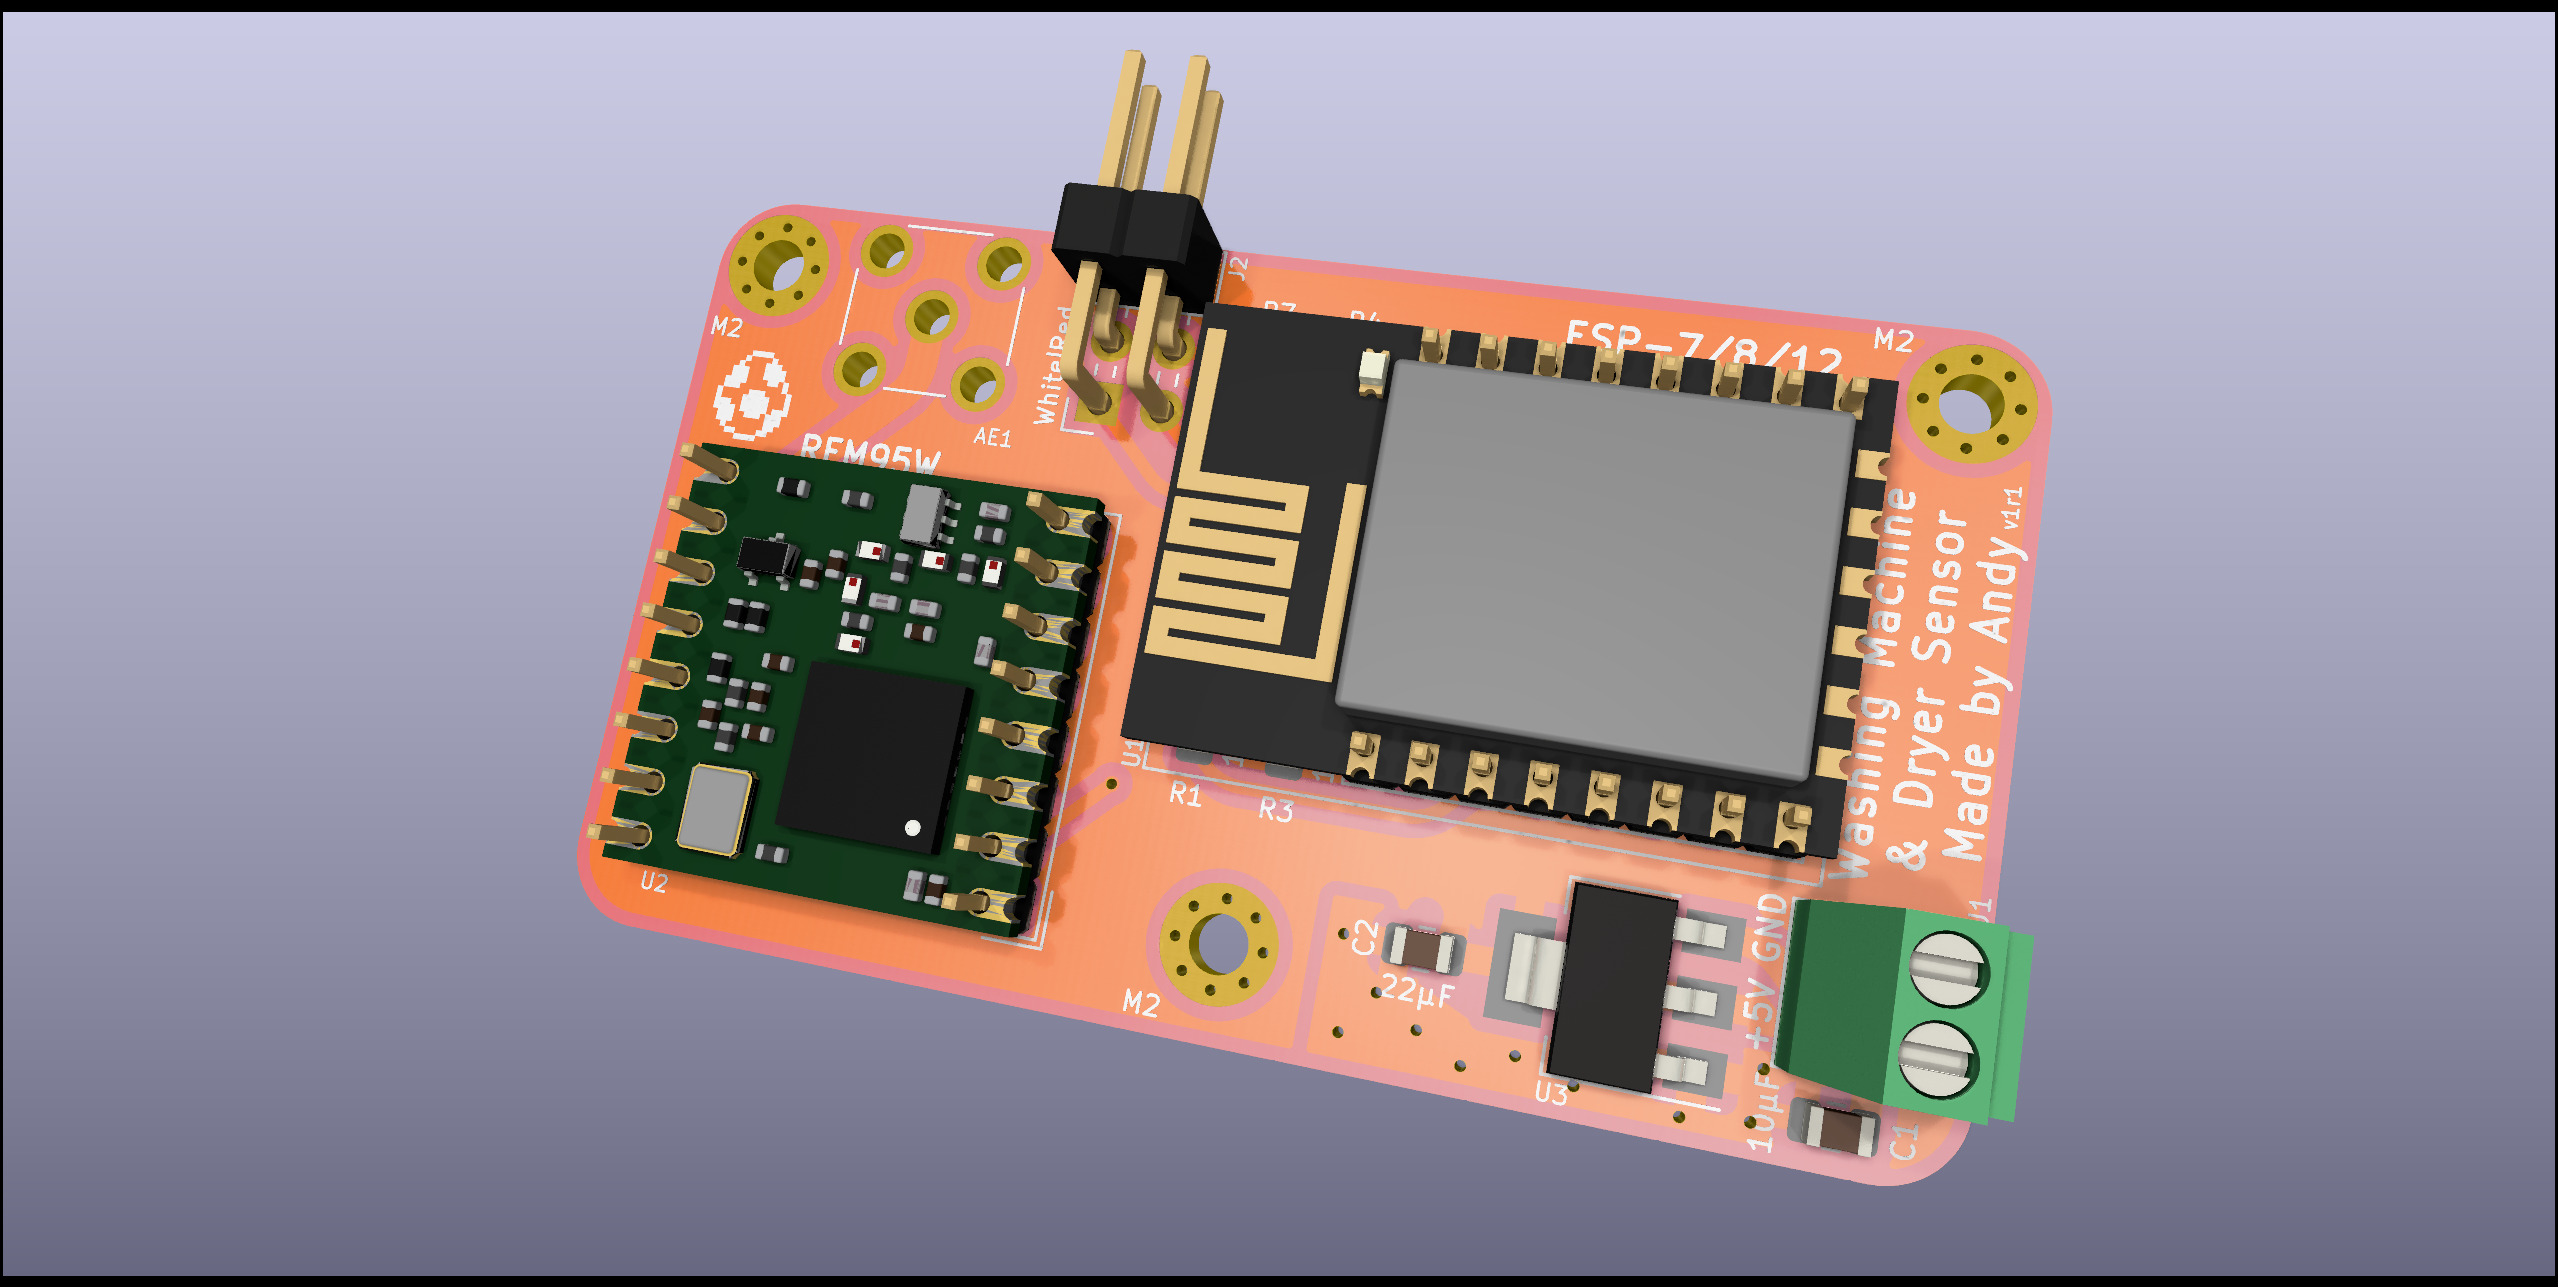 J2
M2
White
Red
ESP-7/8/12
M2
AE1
RFM95W
Washing Machine
& Dryer Sensor
Made by Andy
v1r1
U1
R1
R3
U2
C2
22µF
M2
+5V GND
J1
U3
10µF
C1